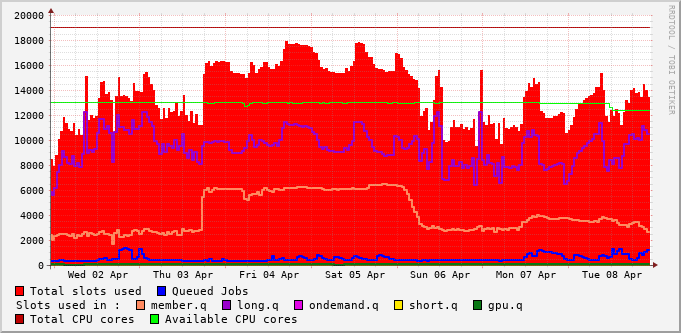 20000
18000
16000
14000
12000
10000
8000
6000
4000
2000
0
Wed 02 Apr Thu 03 Apr Fri 04 Apr Sat 05 Apr Sun 06 Apr Mon 07 Apr Tue 08 Apr
Total slots used Queued Jobs
Slots used in : member.q long.q ondemand.q short.q gpu.q
Total CPU cores Available CPU cores
RRDTOOL / TOBI OETIKER